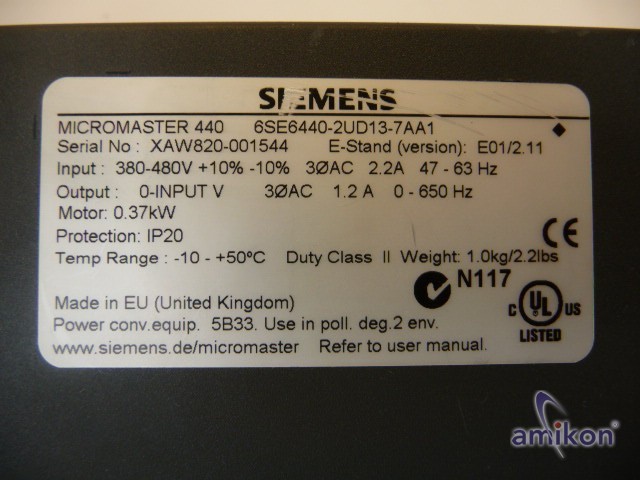 SIEMENS
MICROMASTER 440 6SE6440-2UD13-7AA1
Serial No : XAW820-001544 E-Stand (version): E01/2.11
Input : 380-480V +10% -10% 3ØAC 2.2A 47 - 63 Hz
Output : 0-INPUT V 3ØAC 1.2 A 0 - 650 Hz
Motor: 0.37kW
Protection: IP20
CE
Temp Range : -10 - +50ºC Duty Class II Weight: 1.0kg/2.2lbs
N117
Made in EU (United Kingdom)
C UL US
LISTED
Power conv.equip. 5B33. Use in poll. deg.2 env.
www.siemens.de/micromaster Refer to user manual.
amikon